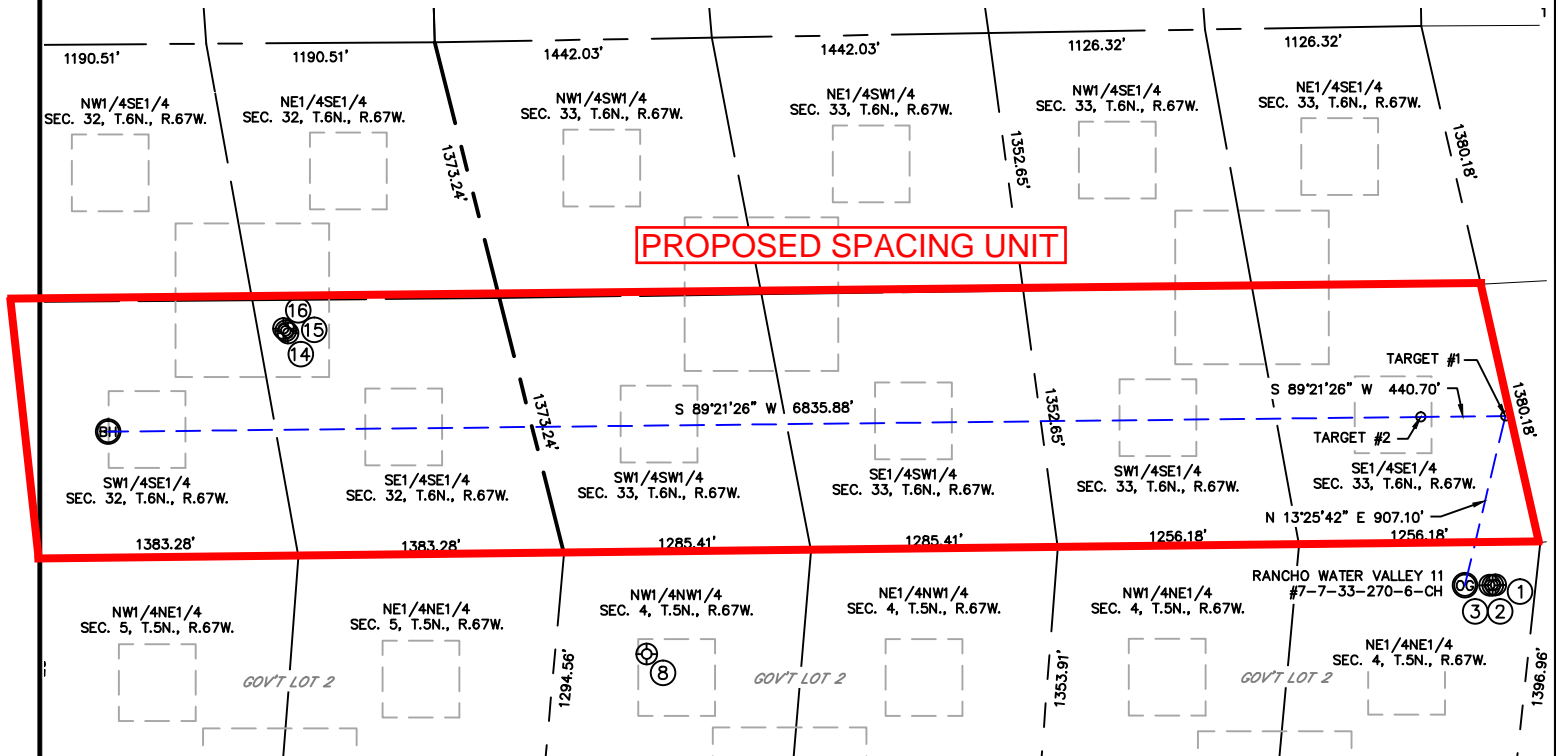 1190.51'
1190.51'
1442.03'
1442.03'
1126.32'
1126.32'
NW1/4SE1/4
SEC. 32, T.6N., R.67W.
NE1/4SE1/4
SEC. 32, T.6N., R.67W.
NW1/4SW1/4
SEC. 33, T.6N., R.67W.
NE1/4SW1/4
SEC. 33, T.6N., R.67W.
NW1/4SE1/4
SEC. 33, T.6N., R.67W.
NE1/4SE1/4
SEC. 33, T.6N., R.67W.
1373.24'
1352.65'
1380.18'
PROPOSED SPACING UNIT
16
15
14
TARGET #1
S 89°21'26" W 440.70'
S 89°21'26" W 6835.88'
1373.24'
1352.65'
1380.18'
BH
TARGET #2
SW1/4SE1/4
SEC. 32, T.6N., R.67W.
SE1/4SE1/4
SEC. 32, T.6N., R.67W.
SW1/4SW1/4
SEC. 33, T.6N., R.67W.
SE1/4SW1/4
SEC. 33, T.6N., R.67W.
SW1/4SE1/4
SEC. 33, T.6N., R.67W.
SE1/4SE1/4
SEC. 33, T.6N., R.67W.
N 13°25'42" E 907.10'
1383.28'
1383.28'
1285.41'
1285.41'
1256.18'
1256.18'
RANCHO WATER VALLEY 11
#7-7-33-270-6-CH
OG
1
3
2
NW1/4NE1/4
SEC. 5, T.5N., R.67W.
NE1/4NE1/4
SEC. 5, T.5N., R.67W.
NW1/4NW1/4
SEC. 4, T.5N., R.67W.
NE1/4NW1/4
SEC. 4, T.5N., R.67W.
NW1/4NE1/4
SEC. 4, T.5N., R.67W.
NE1/4NE1/4
SEC. 4, T.5N., R.67W.
8
GOV'T LOT 2
GOV'T LOT 2
GOV'T LOT 2
1294.56'
1353.91'
1396.96'